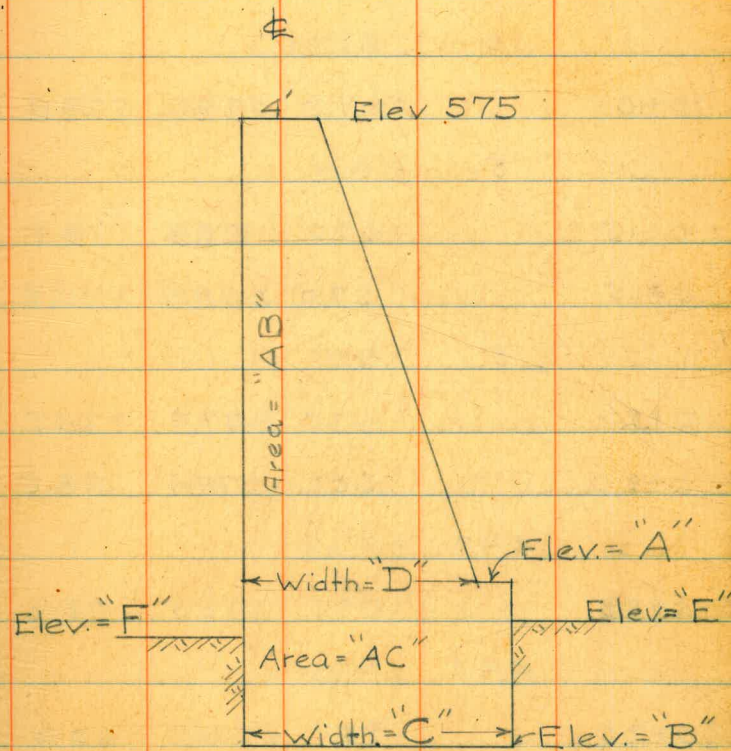 ℄
4' Elev 575
Area = "AB"
Elev. = "A"
Width = "D"
Elev. = "F"
Elev. = "E"
Area = "AC"
Width. = "C"
Elev. = "B"